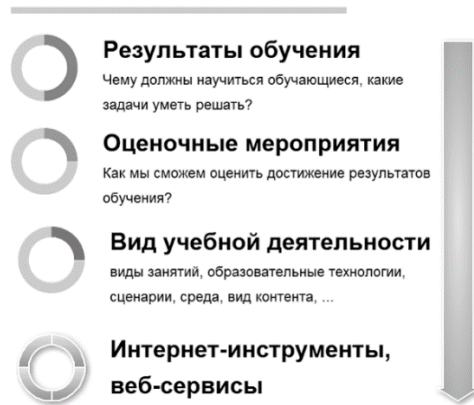 Результаты обучения
Чему должны научиться обучающиеся, какие
задачи уметь решать?
Оценочные мероприятия
Как мы сможем оценить достижение результатов
обучения?
Вид учебной деятельности
виды занятий, образовательные технологии,
сценарии, среда, вид контента, ...
Интернет-инструменты,
веб-сервисы